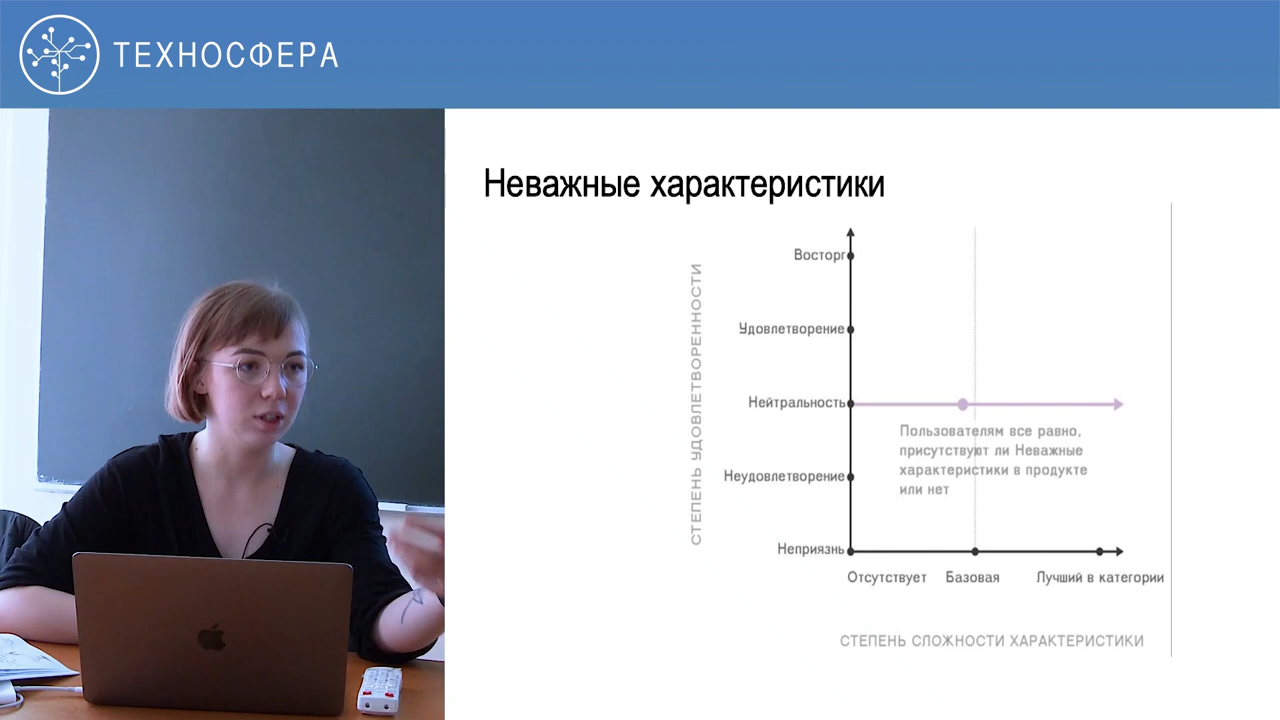 ТЕХНОСФЕРА
Неважные характеристики
СТЕПЕНЬ УДОВЛЕТВОРЕННОСТИ
Восторг
Удовлетворение
Нейтральность
Пользователям все равно,
присутствуют ли Неважные
характеристики в продукте
или нет
Неудовлетворение
Неприязнь
Отсутствует Базовая Лучший в категории
СТЕПЕНЬ СЛОЖНОСТИ ХАРАКТЕРИСТИКИ